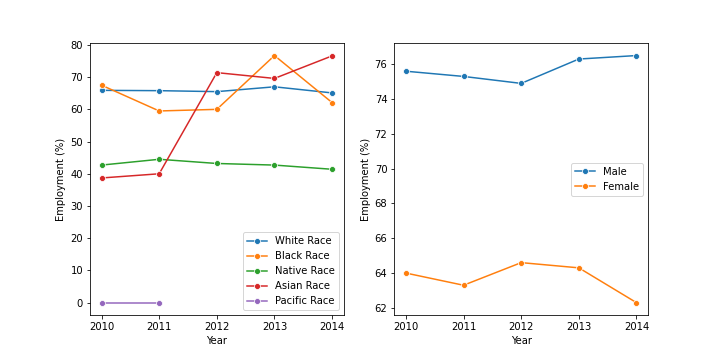 80
70
60
50
40
30
20
10
0
Employment (%)
2010 2011 2012 2013 2014
Year
White Race
Black Race
Native Race
Asian Race
Pacific Race
76
74
72
70
68
66
64
62
Employment (%)
2010 2011 2012 2013 2014
Year
Male
Female